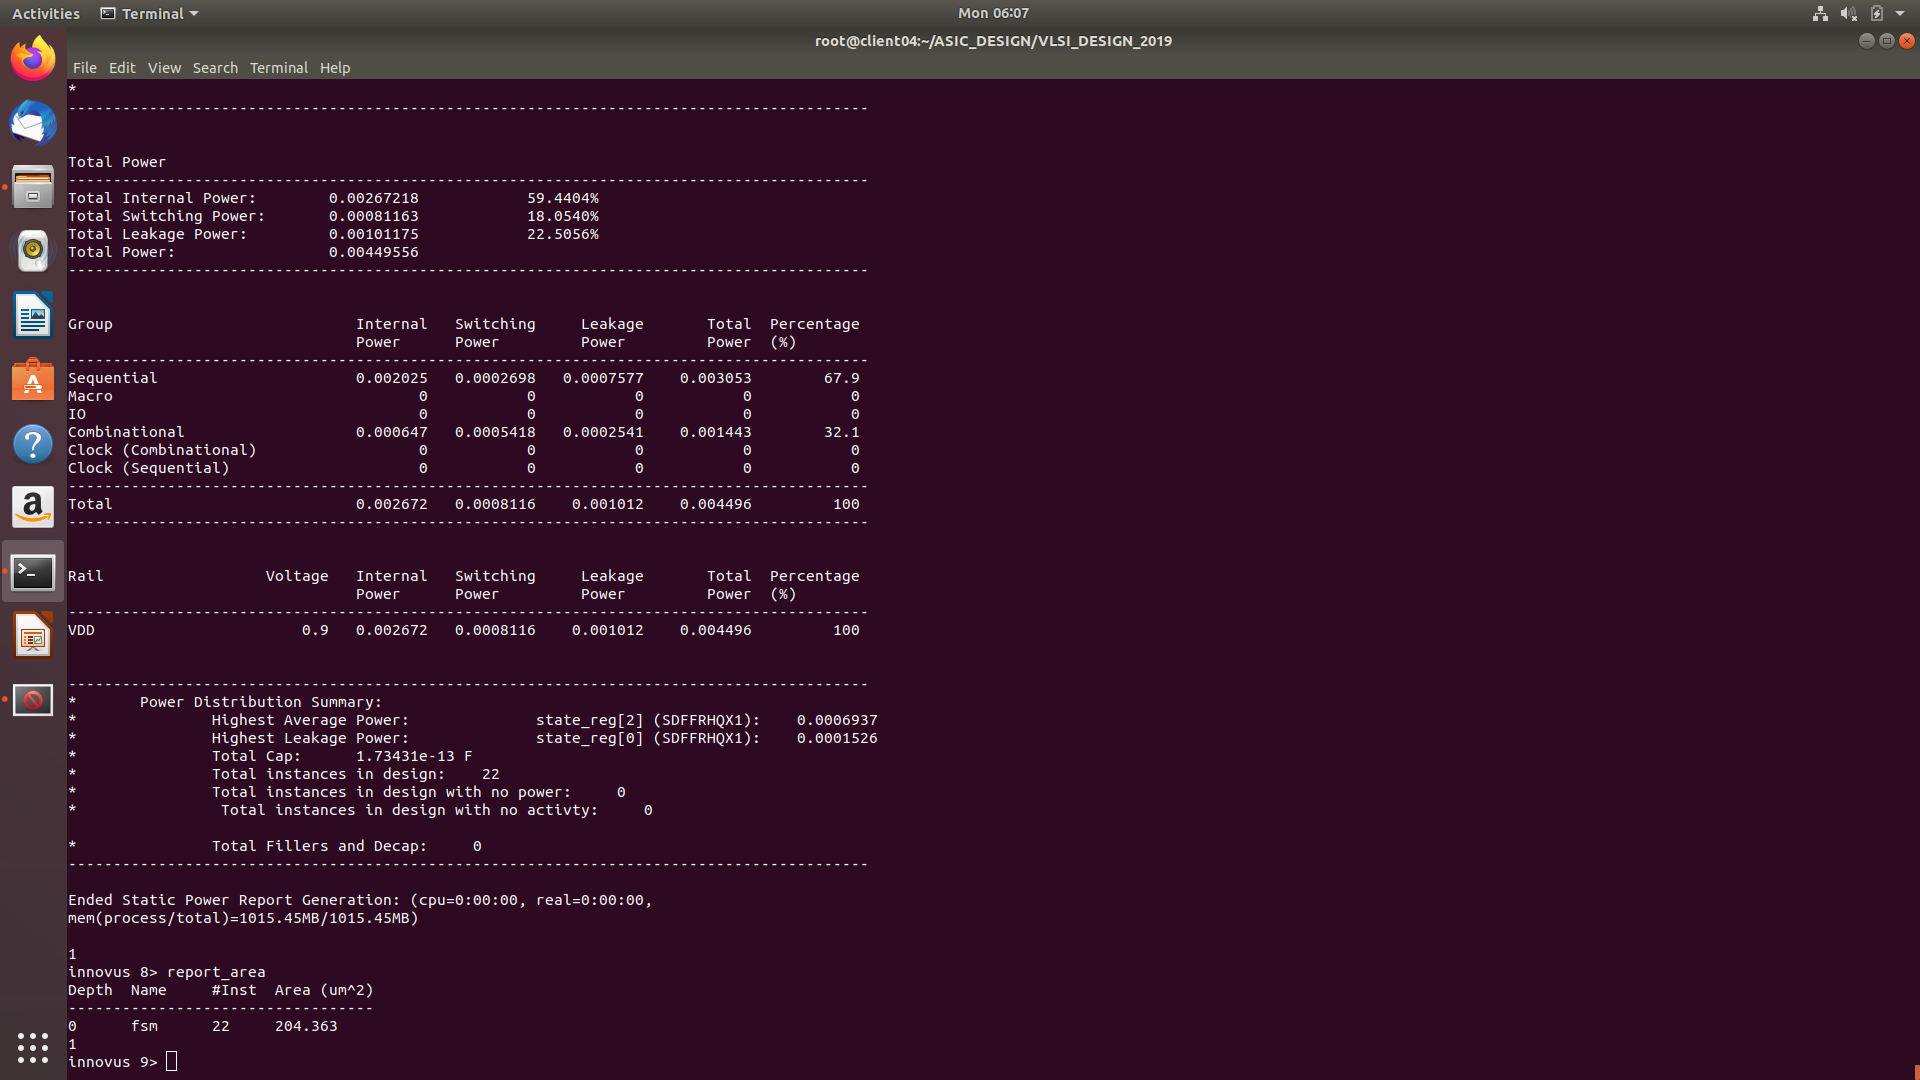 Activities Terminal Mon 06:07
root@client04:~/ASIC_DESIGN/VLSI_DESIGN_2019
File Edit View Search Terminal Help
*
-----------------------------------------------------------------------------------------
Total Power
-----------------------------------------------------------------------------------------
Total Internal Power:        0.00267218            59.4404%
Total Switching Power:       0.00081163            18.0540%
Total Leakage Power:         0.00101175            22.5056%
Total Power:                 0.00449556
-----------------------------------------------------------------------------------------
Group                           Internal   Switching     Leakage       Total  Percentage
                                Power      Power         Power         Power  (%)
-----------------------------------------------------------------------------------------
Sequential                      0.002025   0.0002698   0.0007577    0.003053        67.9
Macro                                  0           0           0           0           0
IO                                     0           0           0           0           0
Combinational                   0.000647   0.0005418   0.0002541    0.001443        32.1
Clock (Combinational)                  0           0           0           0           0
Clock (Sequential)                     0           0           0           0           0
-----------------------------------------------------------------------------------------
Total                           0.002672   0.0008116    0.001012    0.004496         100
-----------------------------------------------------------------------------------------
Rail                  Voltage   Internal   Switching     Leakage       Total  Percentage
                                Power      Power         Power         Power  (%)
-----------------------------------------------------------------------------------------
VDD                       0.9   0.002672   0.0008116    0.001012    0.004496         100
-----------------------------------------------------------------------------------------
*       Power Distribution Summary:
*               Highest Average Power:              state_reg[2] (SDFFRHQX1):    0.0006937
*               Highest Leakage Power:              state_reg[0] (SDFFRHQX1):    0.0001526
*               Total Cap:      1.73431e-13 F
*               Total instances in design:    22
*               Total instances in design with no power:     0
*                Total instances in design with no activty:     0
*               Total Fillers and Decap:     0
-----------------------------------------------------------------------------------------
Ended Static Power Report Generation: (cpu=0:00:00, real=0:00:00,
mem(process/total)=1015.45MB/1015.45MB)
1
innovus 8> report_area
Depth  Name     #Inst  Area (um^2)
----------------------------------
0      fsm      22     204.363
1
innovus 9>